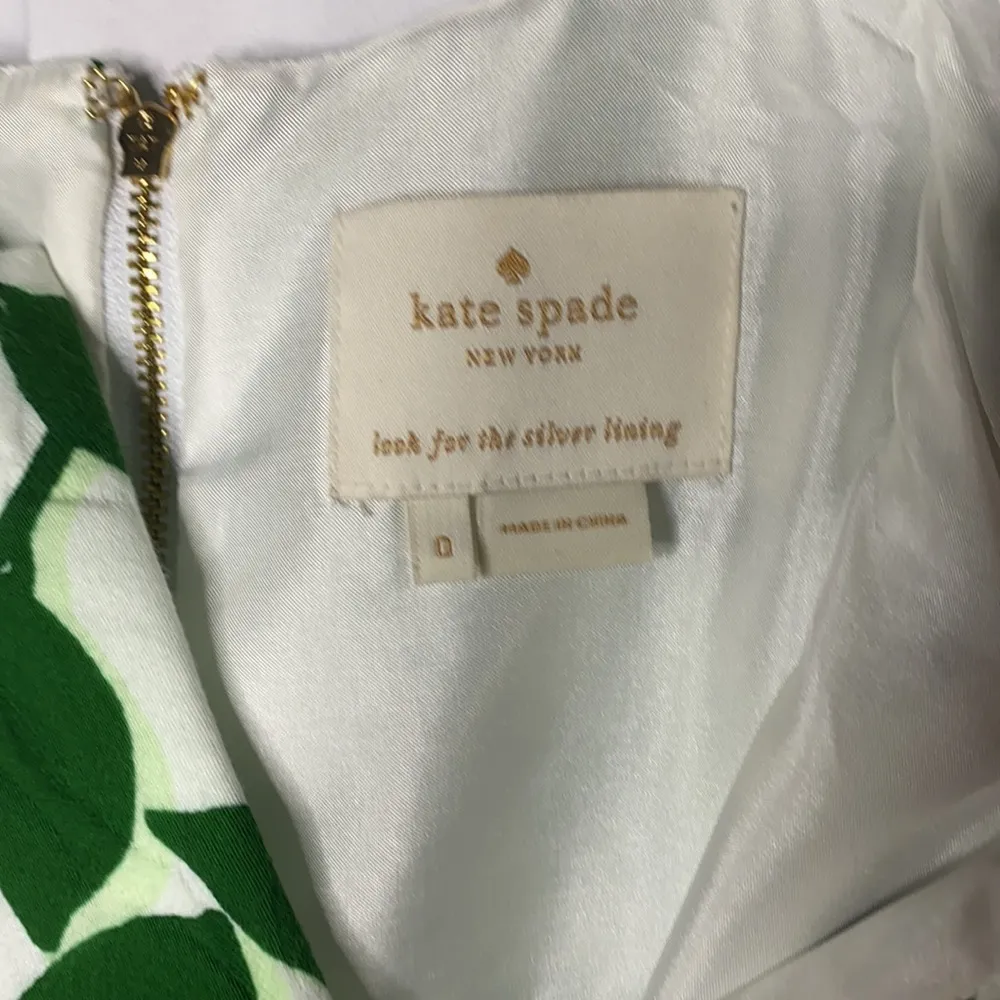 kate spade
NEW YORK
look for the silver lining
0
MADE IN CHINA